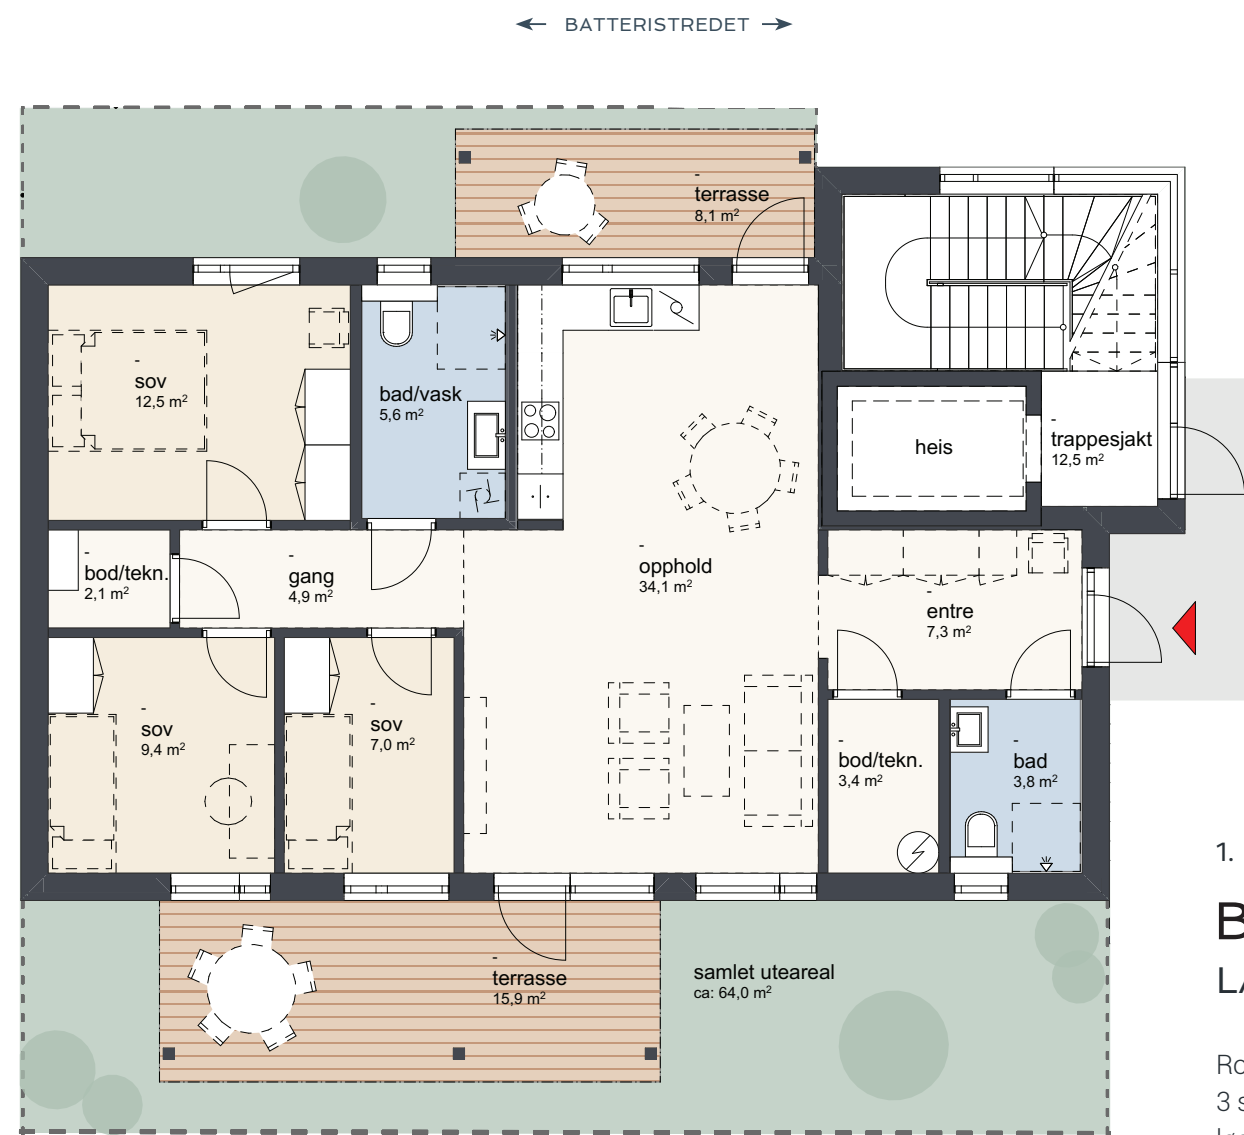 BATTERISTREDET
terrasse
8,1 m²
sov
12,5 m²
bad/vask
5,6 m²
heis
trappesjakt
12,5 m²
bod/tekn.
2,1 m²
gang
4,9 m²
opphold
34,1 m²
entre
7,3 m²
sov
9,4 m²
sov
7,0 m²
bod/tekn.
3,4 m²
bad
3,8 m²
terrasse
15,9 m²
samlet uteareal
ca: 64,0 m²
1.
B
LA
Ro
3 s